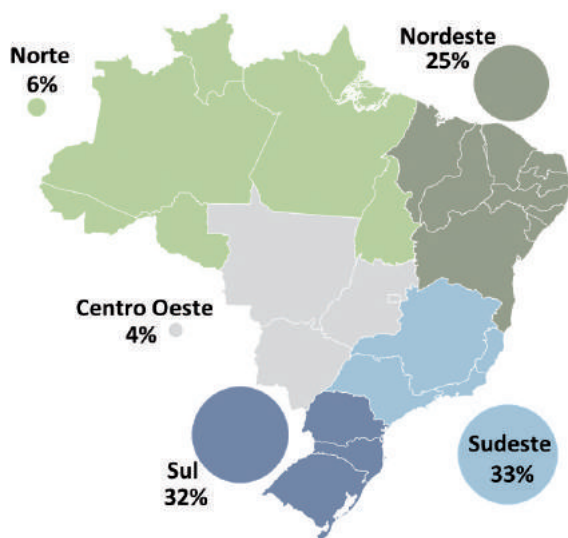 Norte
6%
Nordeste
25%
Centro Oeste
4%
Sul
32%
Sudeste
33%